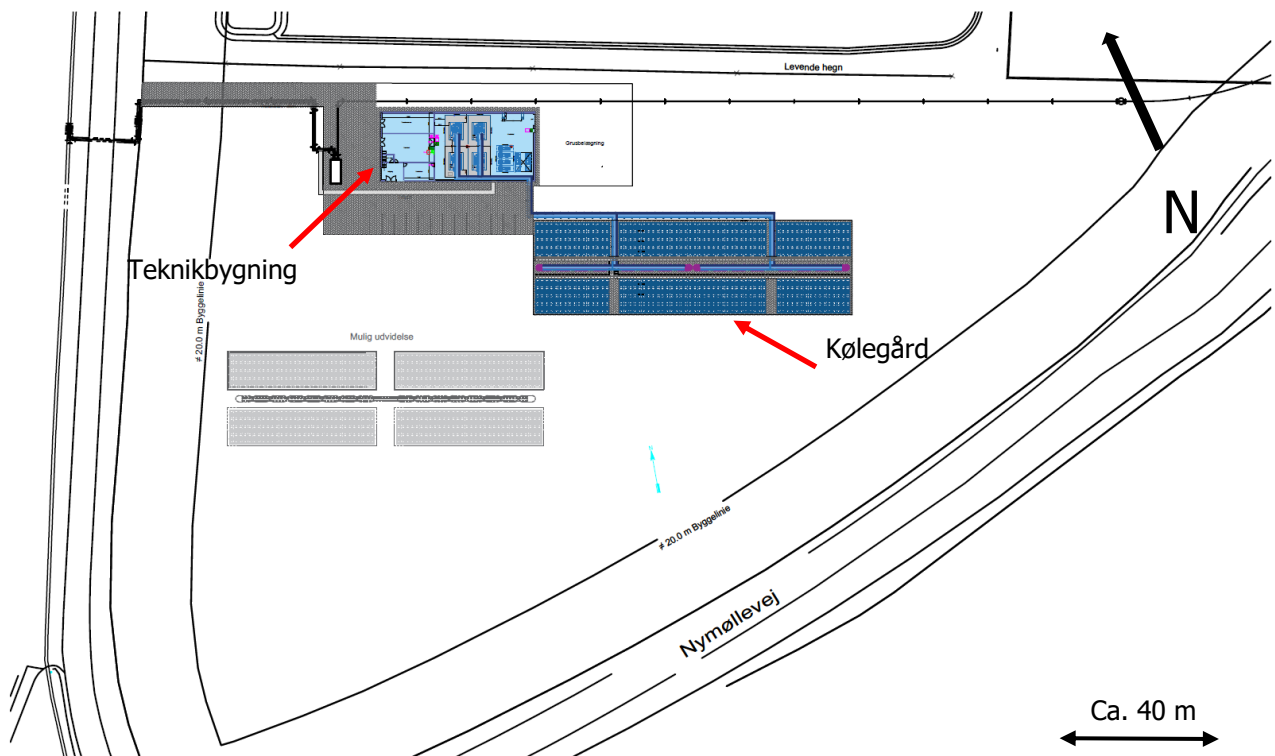 Levende hegn
Grusbelægning
N
Teknikbygning
≠ 20.0 m Byggelinie
Mulig udvidelse
Kølegård
≠ 20.0 m Byggelinie
Nymøllevej
Ca. 40 m